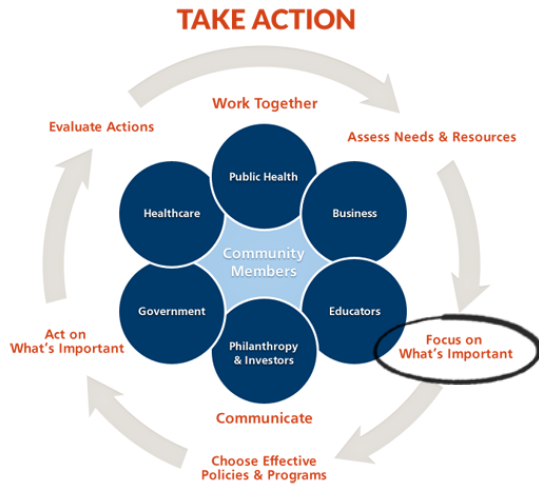 TAKE ACTION
Work Together
Evaluate Actions
Assess Needs & Resources
Public Health
Healthcare
Business
Community
Members
Government
Educators
Philanthropy
& Investors
Act on
What's Important
Focus on
What's Important
Communicate
Choose Effective
Policies & Programs